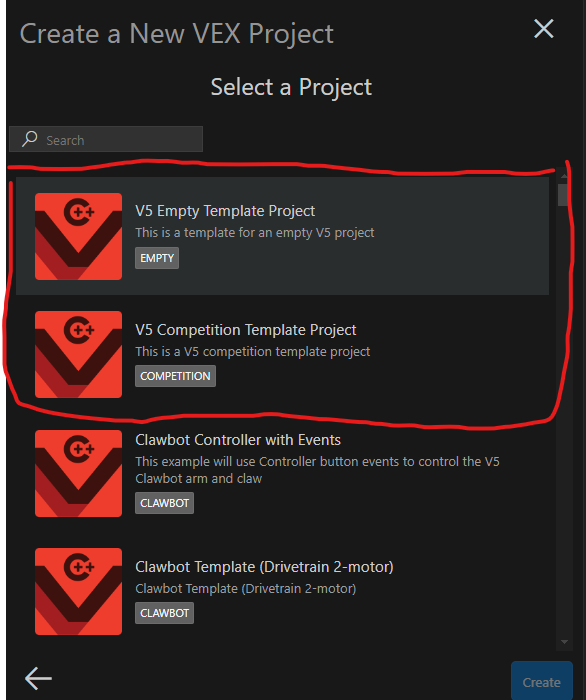 Create a New VEX Project
Select a Project
Search
C++
V5 Empty Template Project
This is a template for an empty V5 project
EMPTY
C++
V5 Competition Template Project
This is a V5 competition template project
COMPETITION
C++
Clawbot Controller with Events
This example will use Controller button events to control the V5
Clawbot arm and claw
CLAWBOT
C++
Clawbot Template (Drivetrain 2-motor)
Clawbot Template (Drivetrain 2-motor)
CLAWBOT
Create